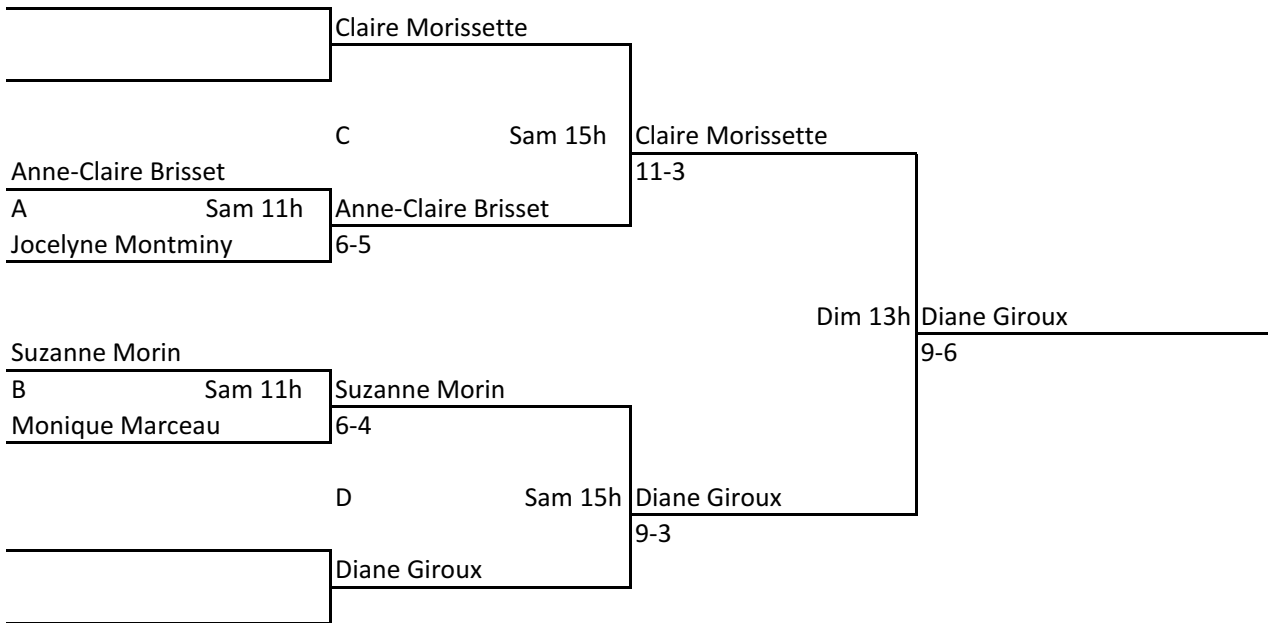 Claire Morissette
C Sam 15h Claire Morissette
Anne-Claire Brisset 11-3
A Sam 11h Anne-Claire Brisset
Jocelyne Montminy 6-5
Dim 13h Diane Giroux
Suzanne Morin 9-6
B Sam 11h Suzanne Morin
Monique Marceau 6-4
D Sam 15h Diane Giroux
9-3
Diane Giroux